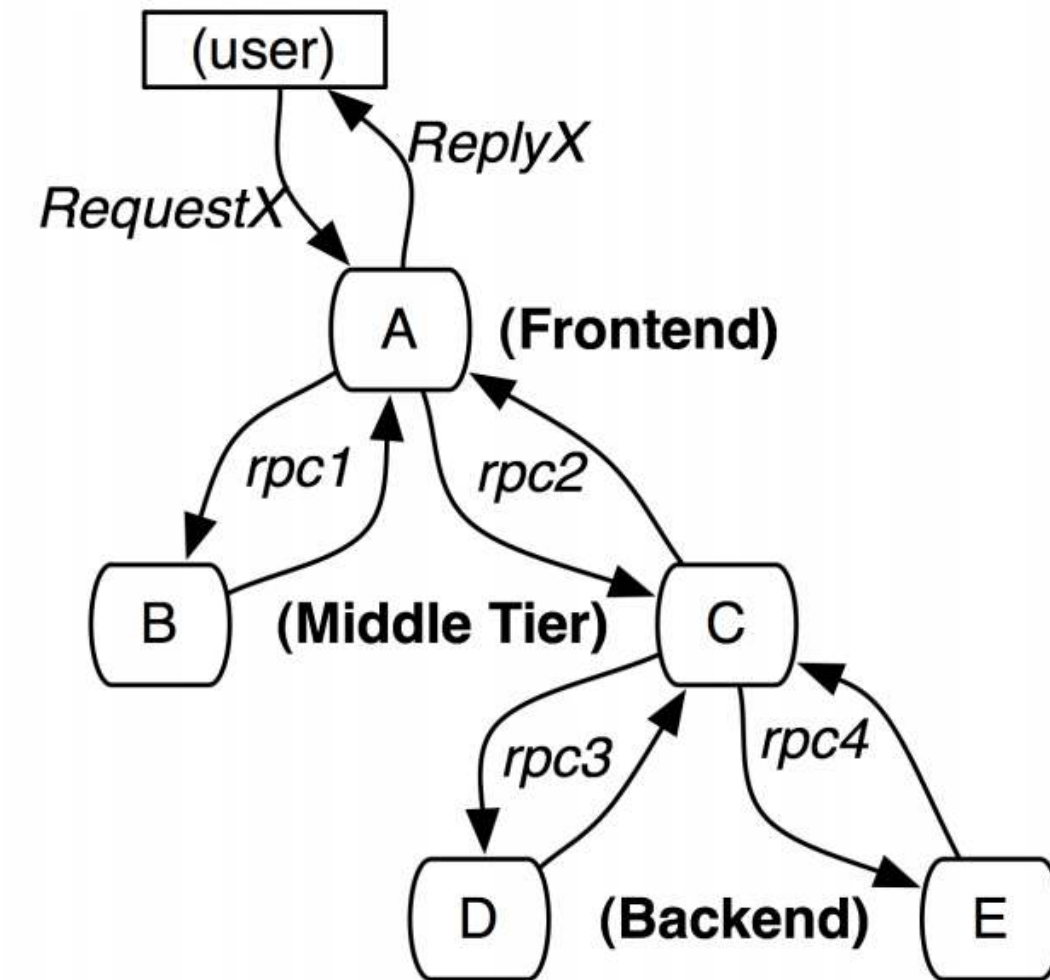 (user)
ReplyX
RequestX
A
(Frontend)
rpc1
rpc2
B
(Middle Tier)
C
rpc3
rpc4
D
(Backend)
E